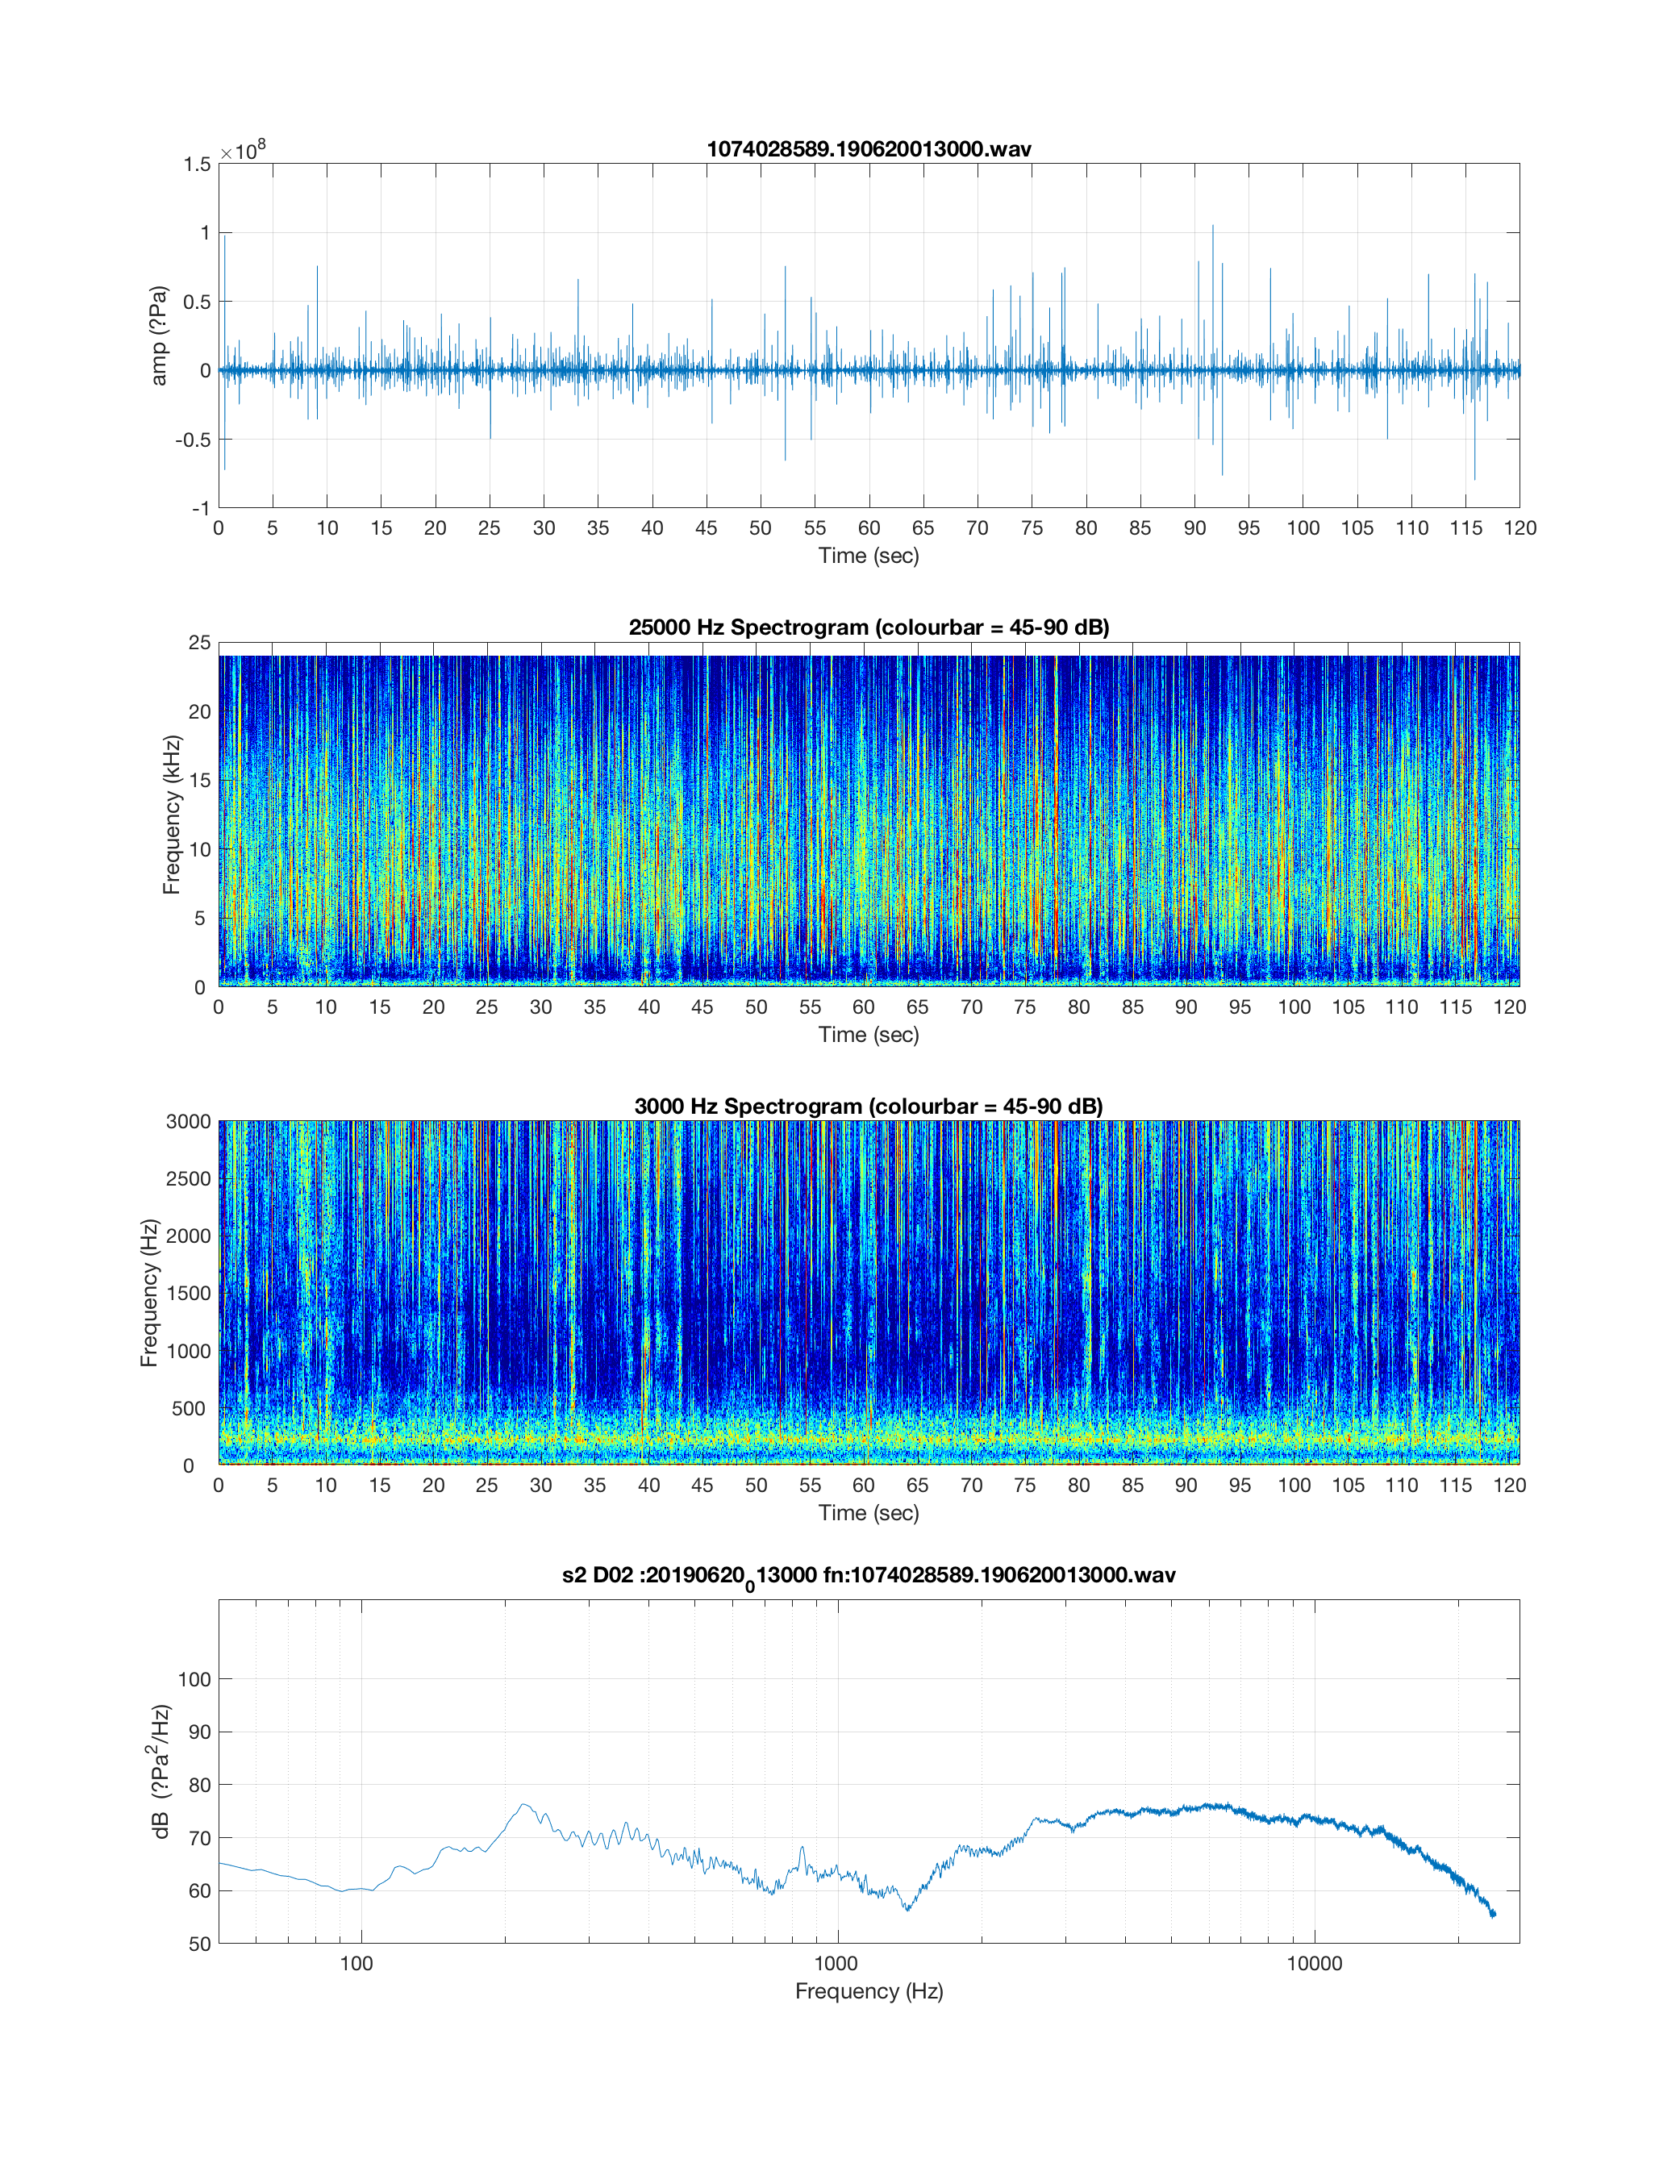 1074028589.190620013000.wav
×10^8
1.5
1
0.5
0
-0.5
-1
amp (?Pa)
0 5 10 15 20 25 30 35 40 45 50 55 60 65 70 75 80 85 90 95 100 105 110 115 120
Time (sec)
25000 Hz Spectrogram (colourbar = 45-90 dB)
25
20
15
10
5
0
Frequency (kHz)
0 5 10 15 20 25 30 35 40 45 50 55 60 65 70 75 80 85 90 95 100 105 110 115 120
Time (sec)
3000 Hz Spectrogram (colourbar = 45-90 dB)
3000
2500
2000
1500
1000
500
0
Frequency (Hz)
0 5 10 15 20 25 30 35 40 45 50 55 60 65 70 75 80 85 90 95 100 105 110 115 120
Time (sec)
s2 D02 :20190620_013000 fn:1074028589.190620013000.wav
100
90
80
70
60
50
dB (?Pa^2/Hz)
100 1000 10000
Frequency (Hz)